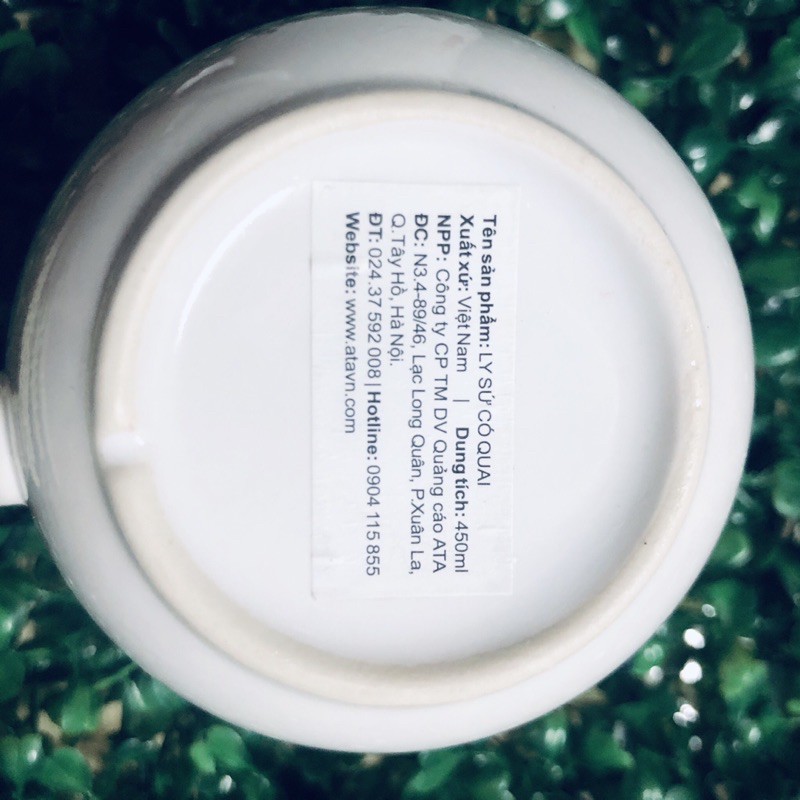 Tên sản phẩm: LY SỨ CÓ QUAI
Xuất xứ: Việt Nam | Dung tích: 450ml
NPP: Công ty CP TM DV Quảng cáo ATA
ĐC: N3.4-89/46, Lạc Long Quân, P.Xuân La,
Q.Tây Hồ, Hà Nội.
ĐT: 024.37 592 008 | Hotline: 0904 115 855
Website: www.atavn.com